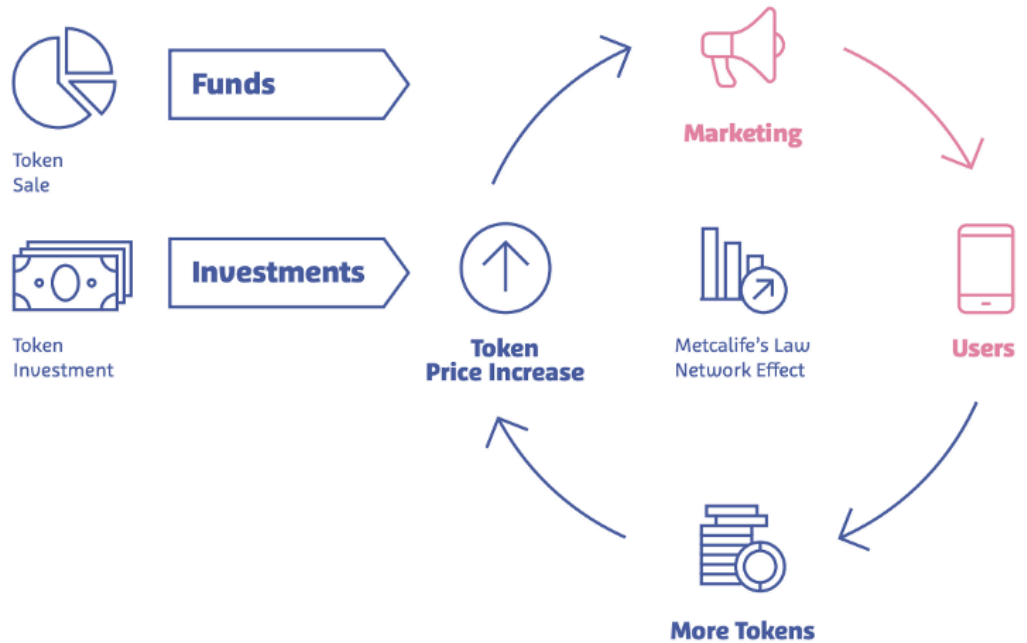 Funds
Token
Sale
Marketing
Investments
Token
Investment
Token
Price Increase
Metcalife's Law
Network Effect
Users
More Tokens